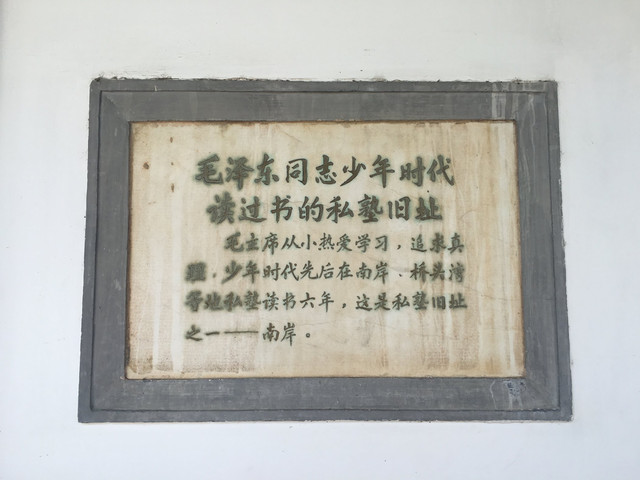 毛泽东同志少年时代
读过书的私塾旧址
毛主席从小热爱学习，追求真
理，少年时代先后在南岸、桥头湾
等地私塾读书六年，这是私塾旧址
之一——南岸。